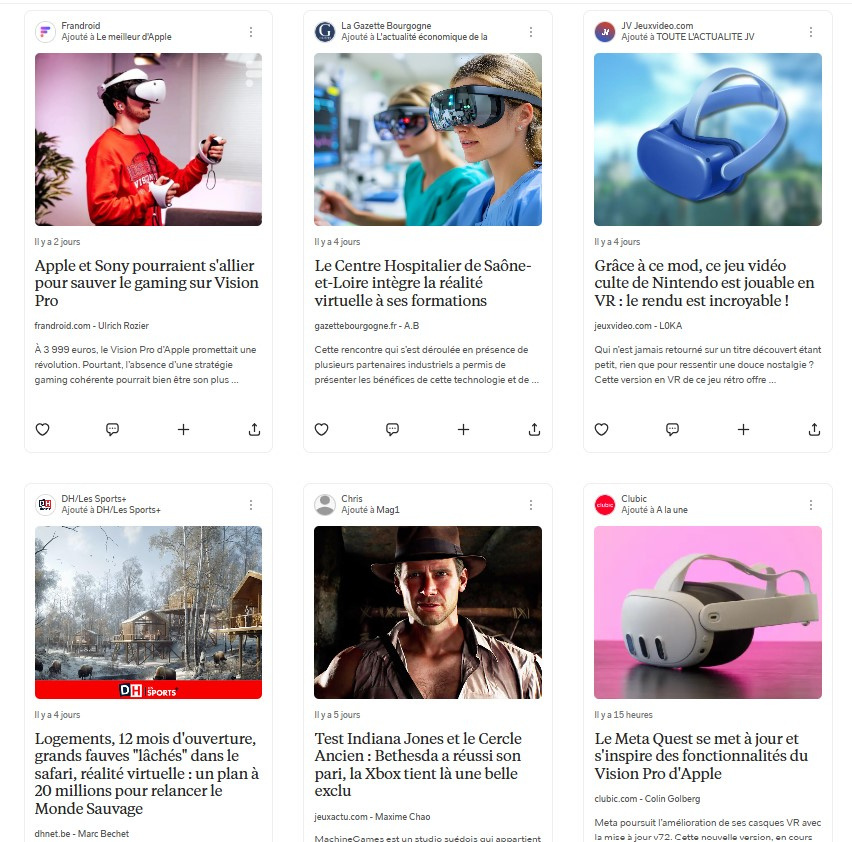 Frandroid
Ajouté à Le meilleur d'Apple
Il y a 2 jours
Apple et Sony pourraient s'allier
pour sauver le gaming sur Vision
Pro
frandroid.com - Ulrich Rozier
À 3 999 euros, le Vision Pro d'Apple promettait une
révolution. Pourtant, l'absence d'une stratégie
gaming cohérente pourrait bien être son plus ...
La Gazette Bourgogne
Ajouté à L'actualité économique de la
Il y a 4 jours
Le Centre Hospitalier de Saône-
et-Loire intègre la réalité
virtuelle à ses formations
gazettebourgogne.fr - A.B
Cette rencontre qui s'est déroulée en présence de
plusieurs partenaires industriels a permis de
présenter les bénéfices de cette technologie et de ...
JV Jeuxvideo.com
Ajouté à TOUTE L'ACTUALITE JV
Il y a 4 jours
Grâce à ce mod, ce jeu vidéo
culte de Nintendo est jouable en
VR : le rendu est incroyable !
jeuxvideo.com - L0KA
Qui n'est jamais retourné sur un titre découvert étant
petit, rien que pour ressentir une douce nostalgie ?
Cette version en VR de ce jeu rétro offre ...
DH/Les Sports+
Ajouté à DH/Les Sports+
DH SPORTS+
Il y a 4 jours
Logements, 12 mois d'ouverture,
grands fauves "lâchés" dans le
safari, réalité virtuelle : un plan à
20 millions pour relancer le
Monde Sauvage
dhnet.be - Marc Bechet
Chris
Ajouté à Mag1
Il y a 5 jours
Test Indiana Jones et le Cercle
Ancien : Bethesda a réussi son
pari, la Xbox tient là une belle
exclu
jeuxactu.com - Maxime Chao
MachineGames est un studio suédois qui appartient
Clubic
Ajouté à A la une
Il y a 15 heures
Le Meta Quest se met à jour et
s'inspire des fonctionnalités du
Vision Pro d'Apple
clubic.com - Colin Golberg
Meta poursuit l'amélioration de ses casques VR avec
la mise à jour v72. Cette nouvelle version, en cours